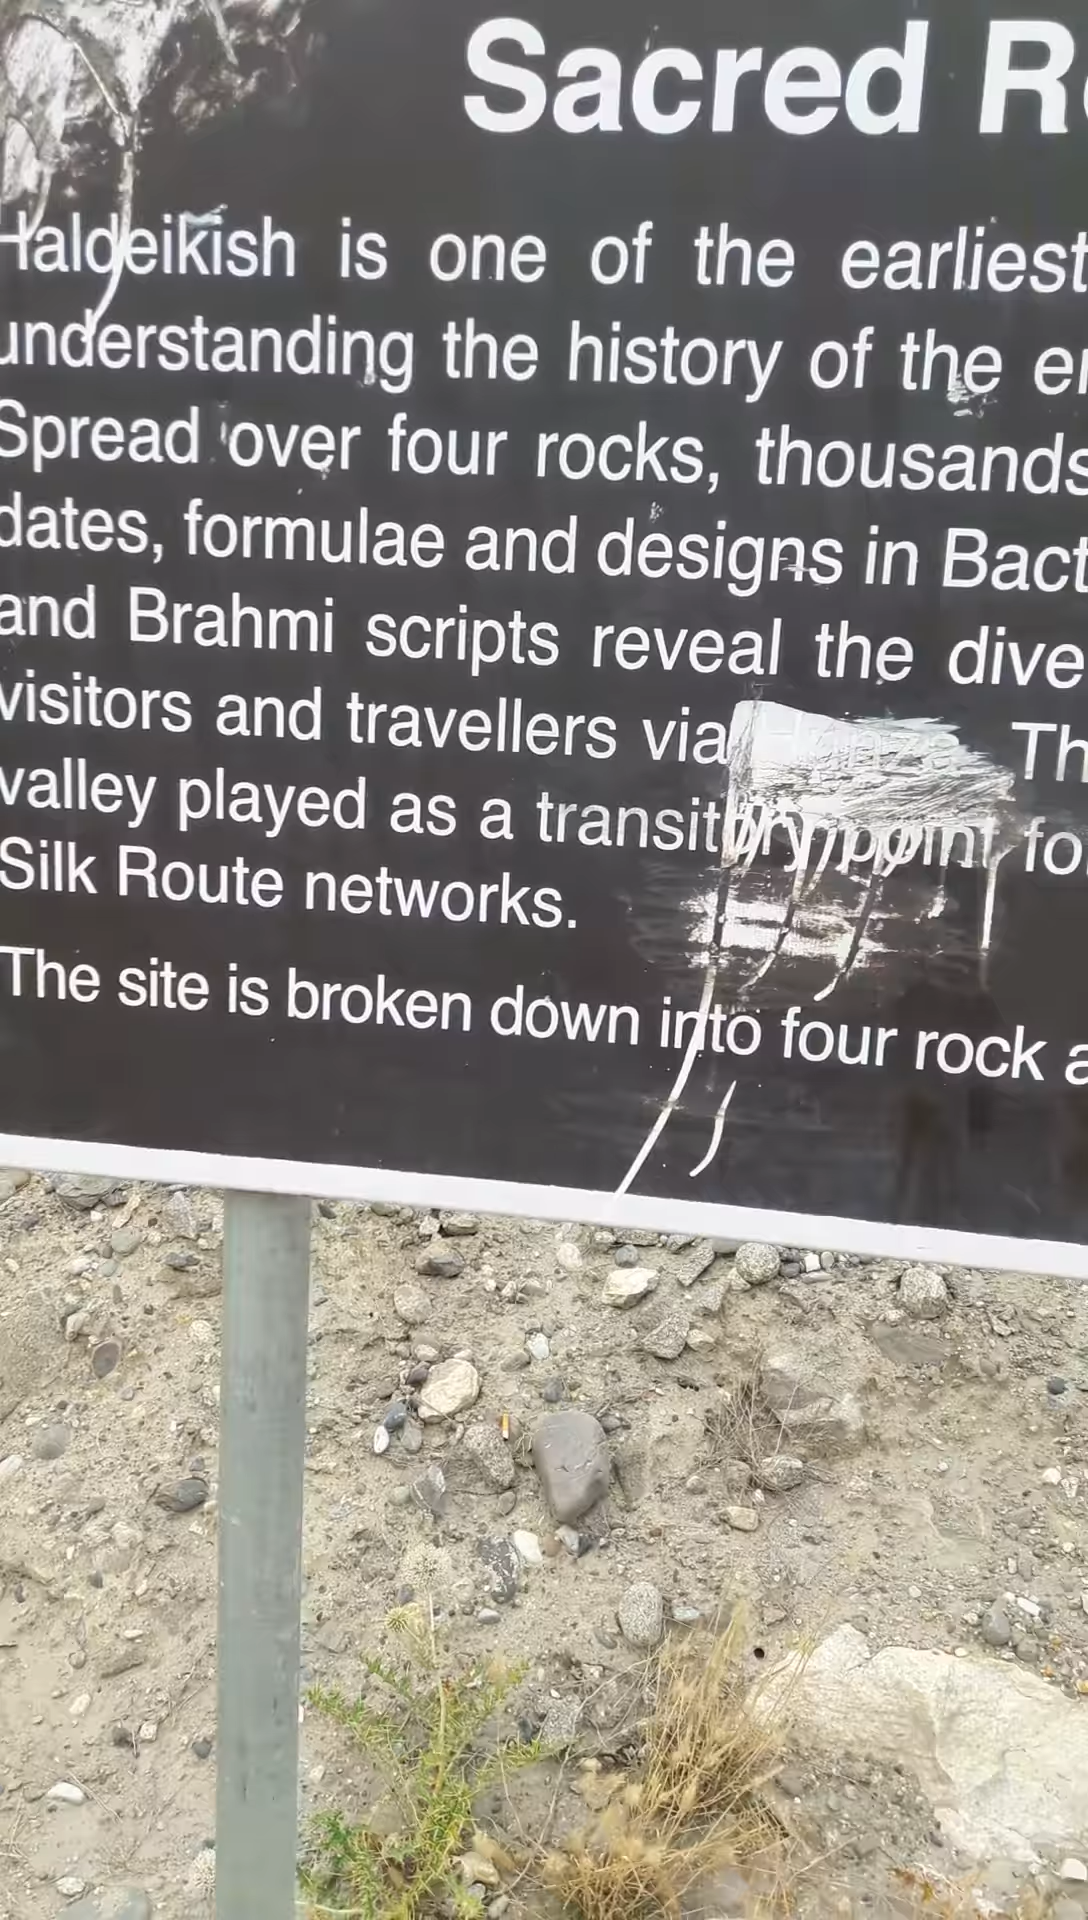 Sacred R
Haldeikish is one of the earliest
understanding the history of the
Spread over four rocks, thousands
dates, formulae and designs in Bact
and Brahmi scripts reveal the dive
visitors and travellers via Hunza. Th
valley played as a transitory point for
Silk Route networks.
The site is broken down into four rock a